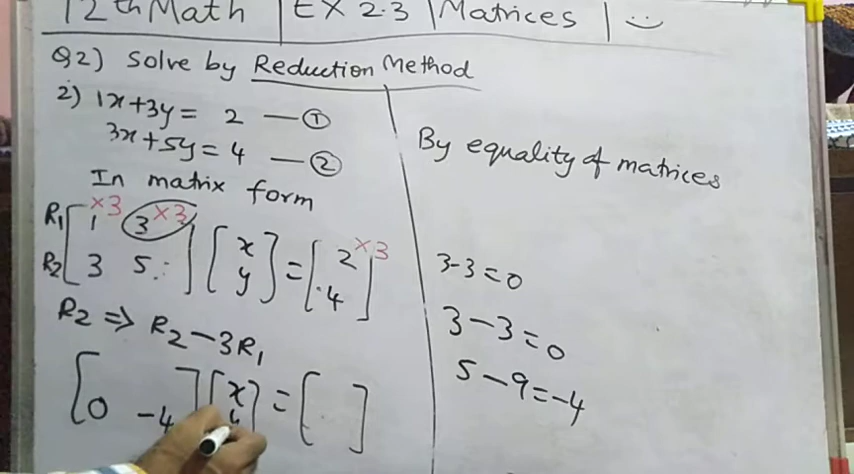 12th Math | EX 2.3 | Matrices |
Q2) Solve by Reduction Method
2) 1x+3y = 2 — ①
3x+5y = 4 — ②
In matrix form
R1 [ 1 ×3 3 ×3 ] [ x ] = [ 2 ×3 ]
R2 [ 3 5 ] [ y ] = [ 4 ]
R2 ⇒ R2 - 3R1
[ ] [ x ] = [ ]
[ 0 -4 ]
By equality of matrices
3-3=0
3-3=0
5-9=-4